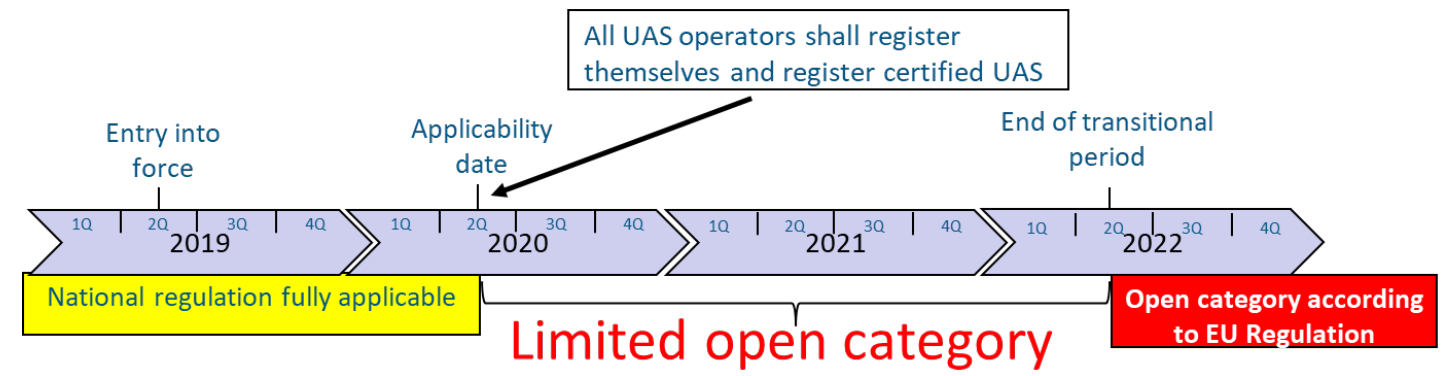 All UAS operators shall register
themselves and register certified UAS
Entry into
force
Applicability
date
End of transitional
period
1Q 2Q 3Q 4Q 1Q 2Q 3Q 4Q 1Q 2Q 3Q 4Q 1Q 2Q 3Q 4Q
2019 2020 2021 2022
National regulation fully applicable
Limited open category
Open category according
to EU Regulation